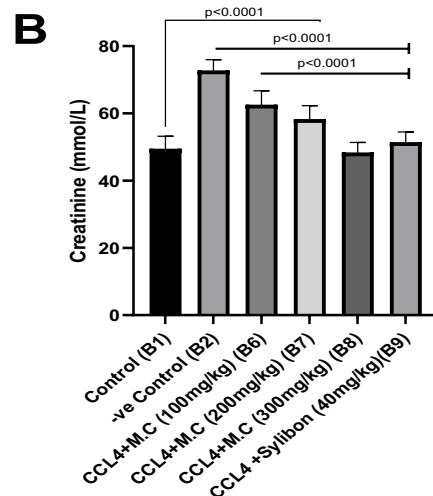 B
p<0.0001
p<0.0001
p<0.0001
Creatinine (mmol/L)
80
60
40
20
0
Control (B1)
-ve Control (B2)
CCL4+M.C (100mg/kg) (B6)
CCL4+M.C (200mg/kg) (B7)
CCL4+M.C (300mg/kg) (B8)
CCL4 +Sylibon (40mg/kg)(B9)